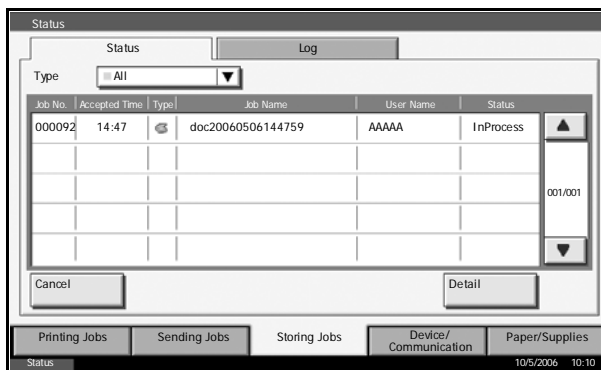 Status
Status Log
Type All
Job No. Accepted Time Type Job Name User Name Status
000092 14:47 doc20060506144759 AAAAA InProcess
001/001
Cancel Detail
Printing Jobs Sending Jobs Storing Jobs Device/ Communication Paper/Supplies
Status 10/5/2006 10:10